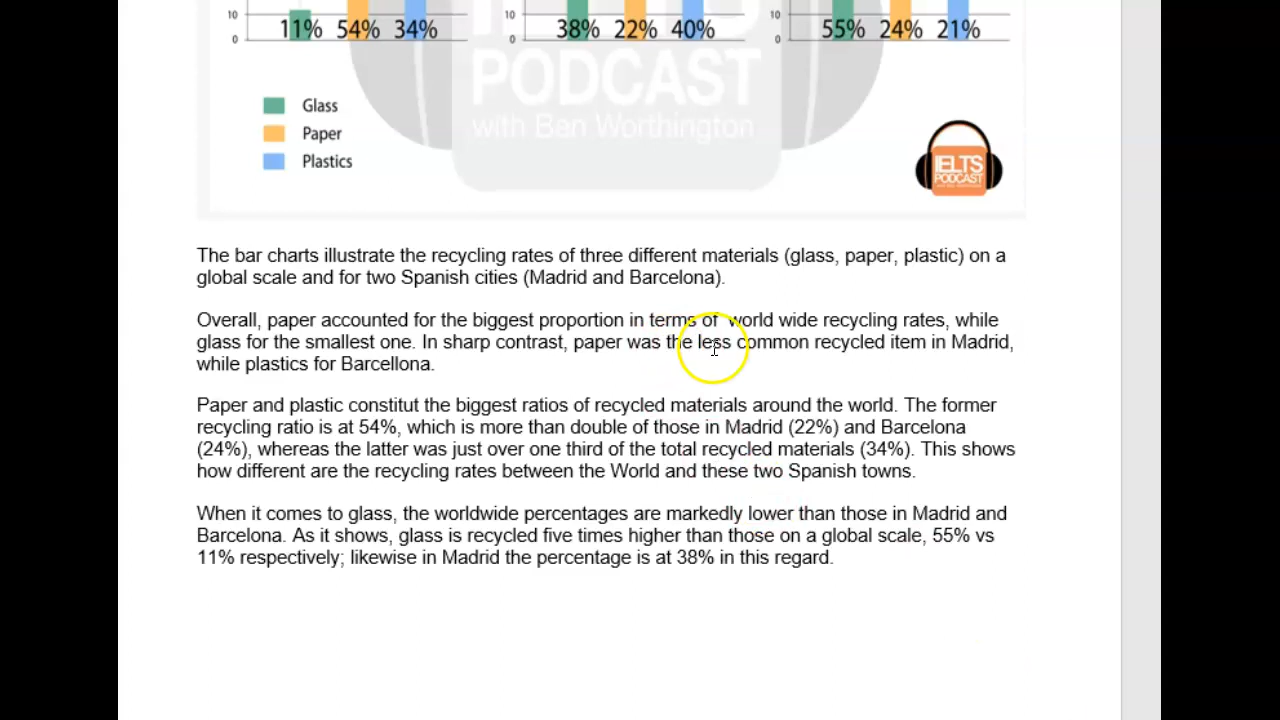 10 10 10
0 11% 54% 34% 0 38% 22% 40% 0 55% 24% 21%
PODCAST
with Ben Worthington
Glass
Paper
Plastics
IELTS
PODCAST
The bar charts illustrate the recycling rates of three different materials (glass, paper, plastic) on a
global scale and for two Spanish cities (Madrid and Barcelona).
Overall, paper accounted for the biggest proportion in terms of world wide recycling rates, while
glass for the smallest one. In sharp contrast, paper was the less common recycled item in Madrid,
while plastics for Barcellona.
Paper and plastic constitut the biggest ratios of recycled materials around the world. The former
recycling ratio is at 54%, which is more than double of those in Madrid (22%) and Barcelona
(24%), whereas the latter was just over one third of the total recycled materials (34%). This shows
how different are the recycling rates between the World and these two Spanish towns.
When it comes to glass, the worldwide percentages are markedly lower than those in Madrid and
Barcelona. As it shows, glass is recycled five times higher than those on a global scale, 55% vs
11% respectively; likewise in Madrid the percentage is at 38% in this regard.